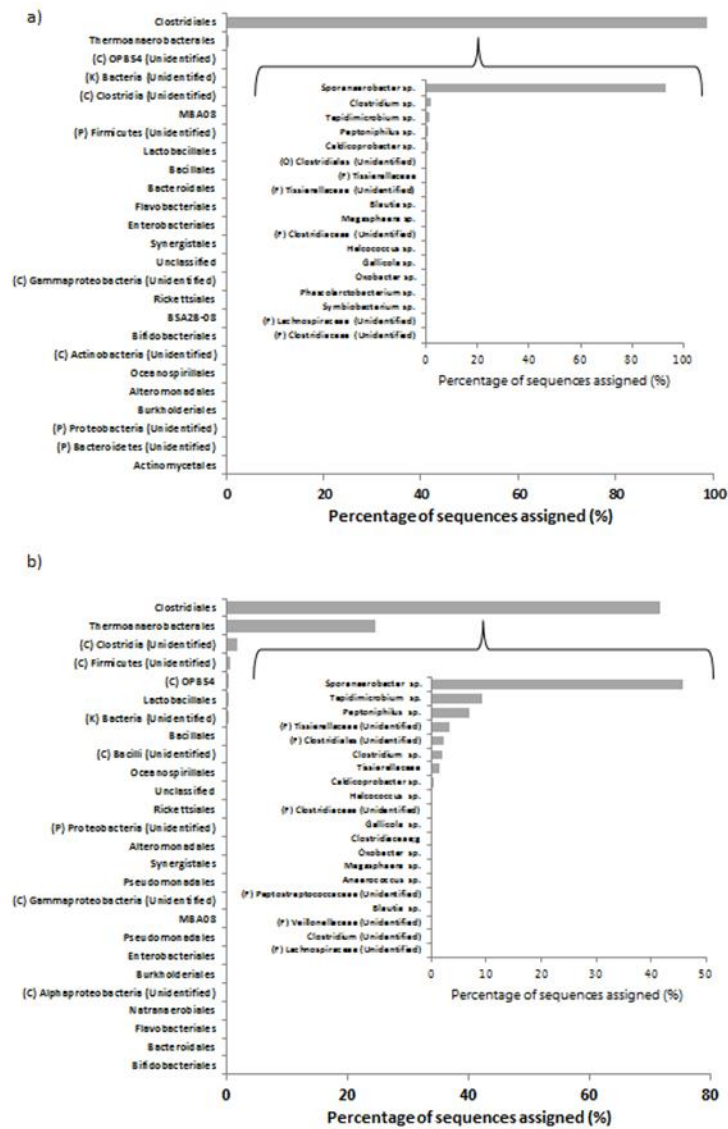 a)
Clostridiales
Thermoanaerobacterales
(C) OPB54 (Unidentified)
(K) Bacteria (Unidentified)
(C) Clostridia (Unidentified)
MBA08
(P) Firmicutes (Unidentified)
Lactobacillales
Bacillales
Bacteroidales
Flavobacteriales
Enterobacteriales
Synergistales
Unclassified
(C) Gammaproteobacteria (Unidentified)
Rickettsiales
BSA2B-08
Bifidobacteriales
(C) Actinobacteria (Unidentified)
Oceanospirillales
Alteromonadales
Burkholderiales
(P) Proteobacteria (Unidentified)
(P) Bacteroidetes (Unidentified)
Actinomycetales
0 20 40 60 80 100
Percentage of sequences assigned (%)
Sporanaerobacter sp.
Clostridium sp.
Tepidimicrobium sp.
Peptoniphilus sp.
Caldicoprobacter sp.
(O) Clostridiales (Unidentified)
(F) Tissierellaceae
(F) Tissierellaceae (Unidentified)
Blautia sp.
Megasphaera sp.
(F) Clostridiaceae (Unidentified)
Helcococcus sp.
Gallicola sp.
Oxobacter sp.
Phascolarctobacterium sp.
Symbiobacterium sp.
(F) Lachnospiraceae (Unidentified)
(F) Clostridiaceae (Unidentified)
0 20 40 60 80 100
Percentage of sequences assigned (%)
b)
Clostridiales
Thermoanaerobacterales
(C) Clostridia (Unidentified)
(C) Firmicutes (Unidentified)
(C) OPB54
Lactobacillales
(K) Bacteria (Unidentified)
Bacillales
(C) Bacilli (Unidentified)
Oceanospirillales
Unclassified
Rickettsiales
(P) Proteobacteria (Unidentified)
Alteromonadales
Synergistales
Pseudomonadales
(C) Gammaproteobacteria (Unidentified)
MBA08
Pseudomonadales
Enterobacteriales
Burkholderiales
(C) Alphaproteobacteria (Unidentified)
Natranaerobiales
Flavobacteriales
Bacteroidales
Bifidobacteriales
0 20 40 60 80
Percentage of sequences assigned (%)
Sporanaerobacter sp.
Tepidimicrobium sp.
Peptoniphilus sp.
(F) Tissierellaceae (Unidentified)
(F) Clostridiales (Unidentified)
Clostridium sp.
Tissierellaceae
Caldicoprobacter sp.
Helcococcus sp.
(F) Clostridiaceae (Unidentified)
Gallicola sp.
Clostridiaceae;g
Oxobacter sp.
Megasphaera sp.
Anaerococcus sp.
(F) Peptostreptococcaceae (Unidentified)
Blautia sp.
(F) Veillonellaceae (Unidentified)
Clostridium (Unidentified)
(F) Lachnospiraceae (Unidentified)
0 10 20 30 40 50
Percentage of sequences assigned (%)